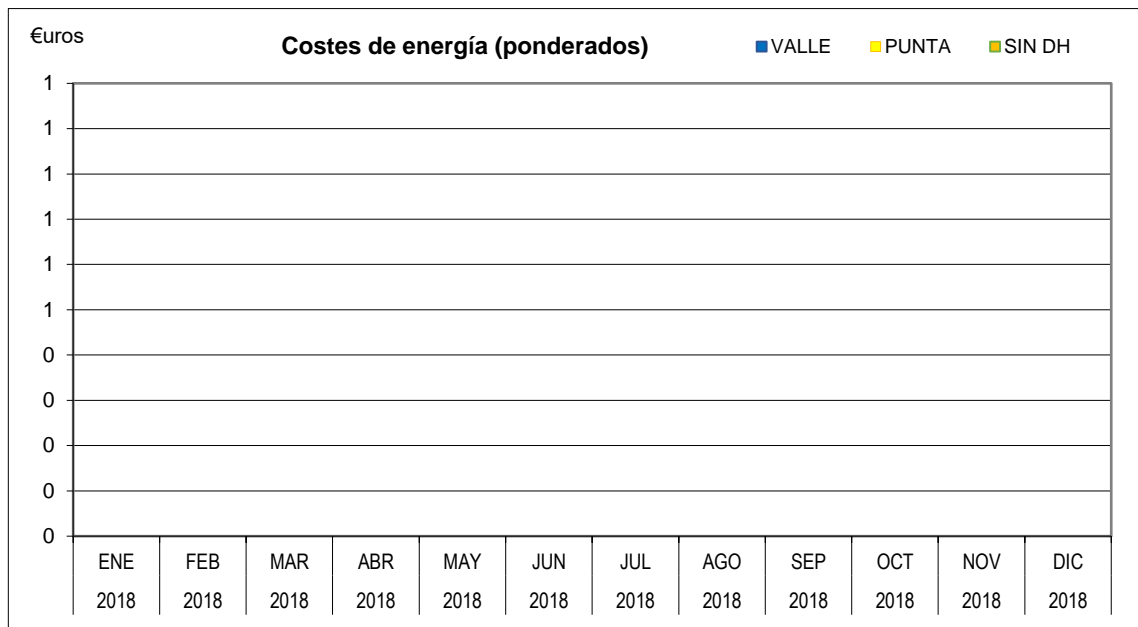 €uros
Costes de energía (ponderados)
VALLE PUNTA SIN DH
1
1
1
1
1
1
0
0
0
0
0
ENE FEB MAR ABR MAY JUN JUL AGO SEP OCT NOV DIC
2018 2018 2018 2018 2018 2018 2018 2018 2018 2018 2018 2018